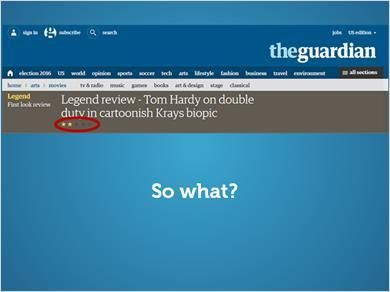 sign in subscribe search jobs US edition
theguardian
election 2016 US world opinion sports soccer tech arts lifestyle fashion business travel environment all sections
home › arts › movies tv & radio music games books art & design stage classical
Legend Legend review - Tom Hardy on double
First look review duty in cartoonish Krays biopic
So what?